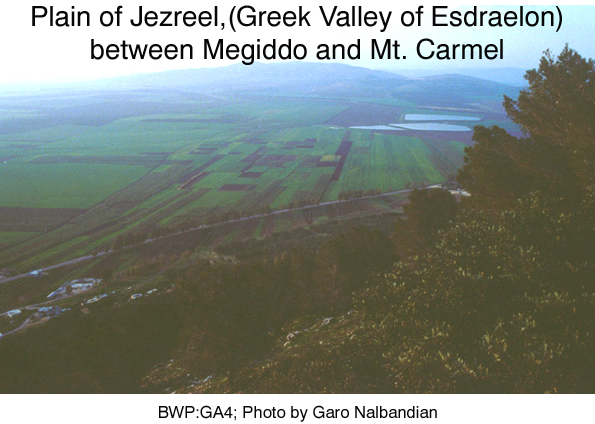 Plain of Jezreel,(Greek Valley of Esdraelon)
between Megiddo and Mt. Carmel
BWP:GA4; Photo by Garo Nalbandian